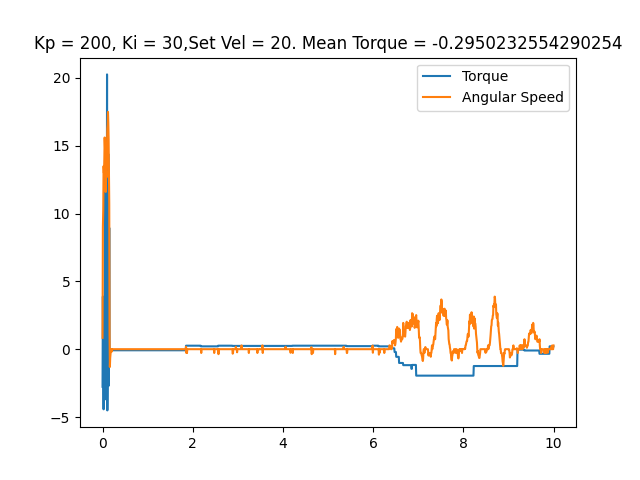 Kp = 200, Ki = 30,Set Vel = 20. Mean Torque = -0.2950232554290254
Torque
Angular Speed
20
15
10
5
0
−5
0 2 4 6 8 10